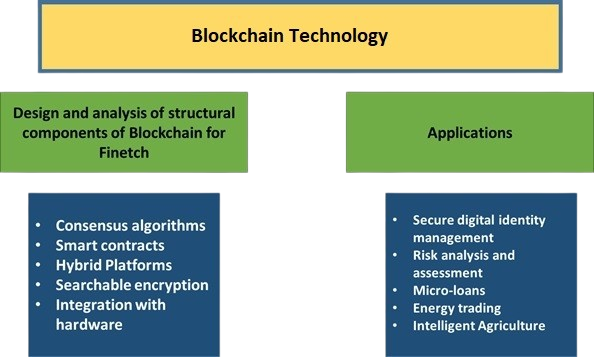 Blockchain Technology
Design and analysis of structural
components of Blockchain for
Finetch
Applications
• Consensus algorithms
• Smart contracts
• Hybrid Platforms
• Searchable encryption
• Integration with
hardware
• Secure digital identity
management
• Risk analysis and
assessment
• Micro-loans
• Energy trading
• Intelligent Agriculture